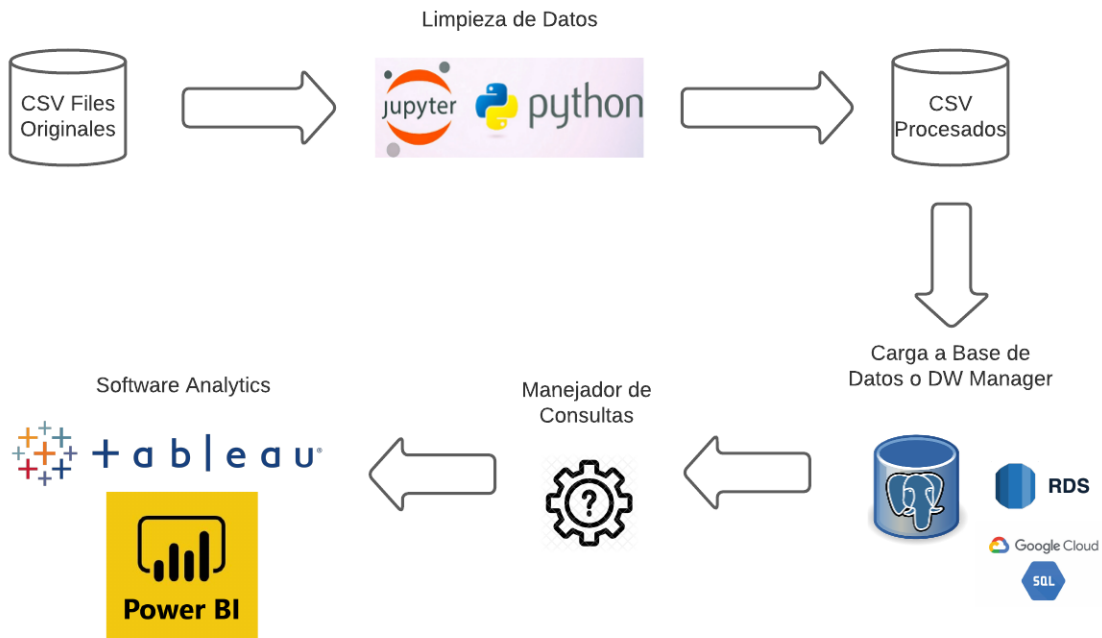 Limpieza de Datos
CSV Files
Originales
jupyter
python
CSV
Procesados
Carga a Base de
Datos o DW Manager
RDS
Google Cloud
SQL
Manejador de
Consultas
?
Software Analytics
+ a b | e a u®
Power BI